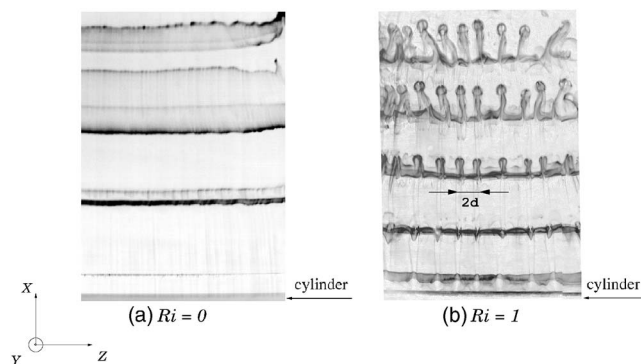 2d
cylinder
cylinder
(a) Ri = 0
(b) Ri = 1
X
Y
Z